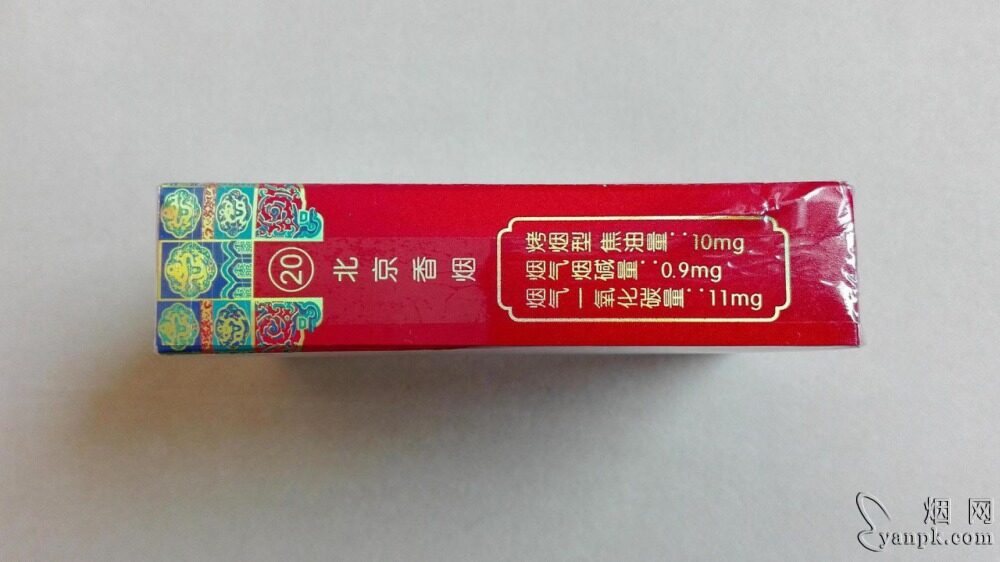 ⑳ 北京香烟
烤烟型 焦油量：10mg
烟气烟碱量：0.9mg
烟气一氧化碳量：11mg
烟网
yanpk.com